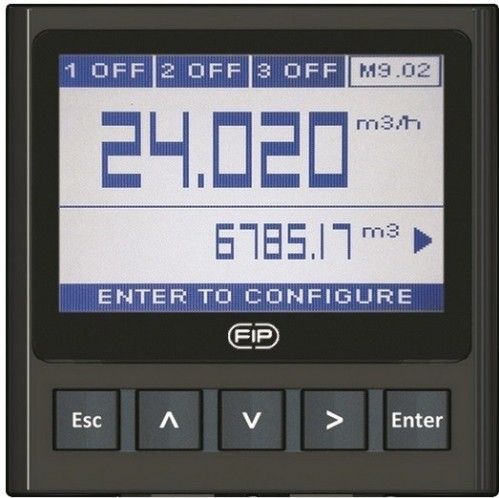 1 OFF 2 OFF 3 OFF M9.02
24.020 m3/h
6785.17 m3 ▶
ENTER TO CONFIGURE
FIP
Esc ʌ v > Enter